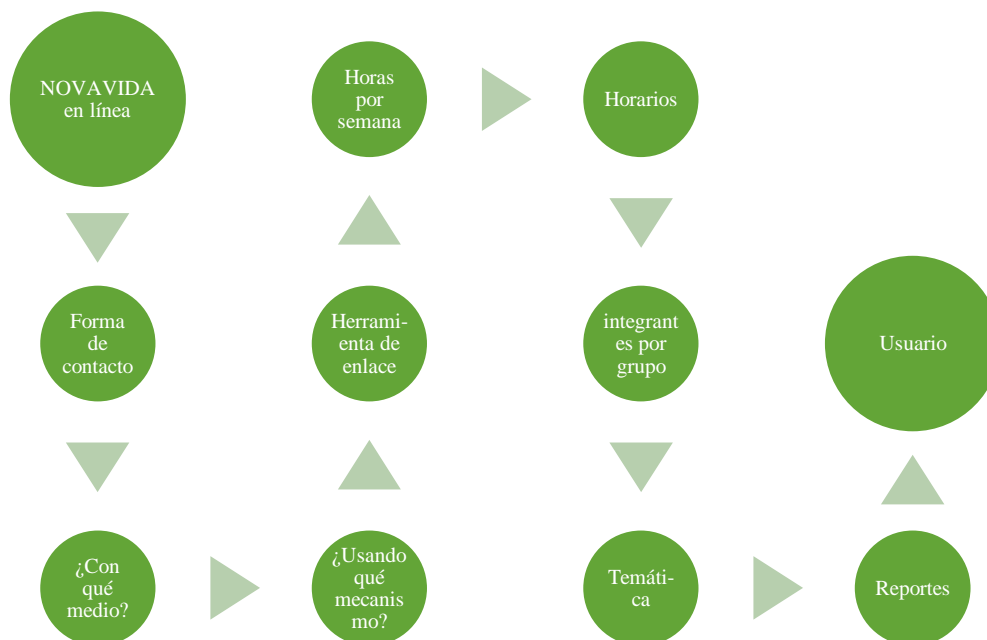 NOVAVIDA
en línea
Forma
de
contacto
¿Con
qué
medio?
¿Usando
qué
mecanis
mo?
Herrami-
enta de
enlace
Horas
por
semana
Horarios
integrant
es por
grupo
Temáti-
ca
Reportes
Usuario